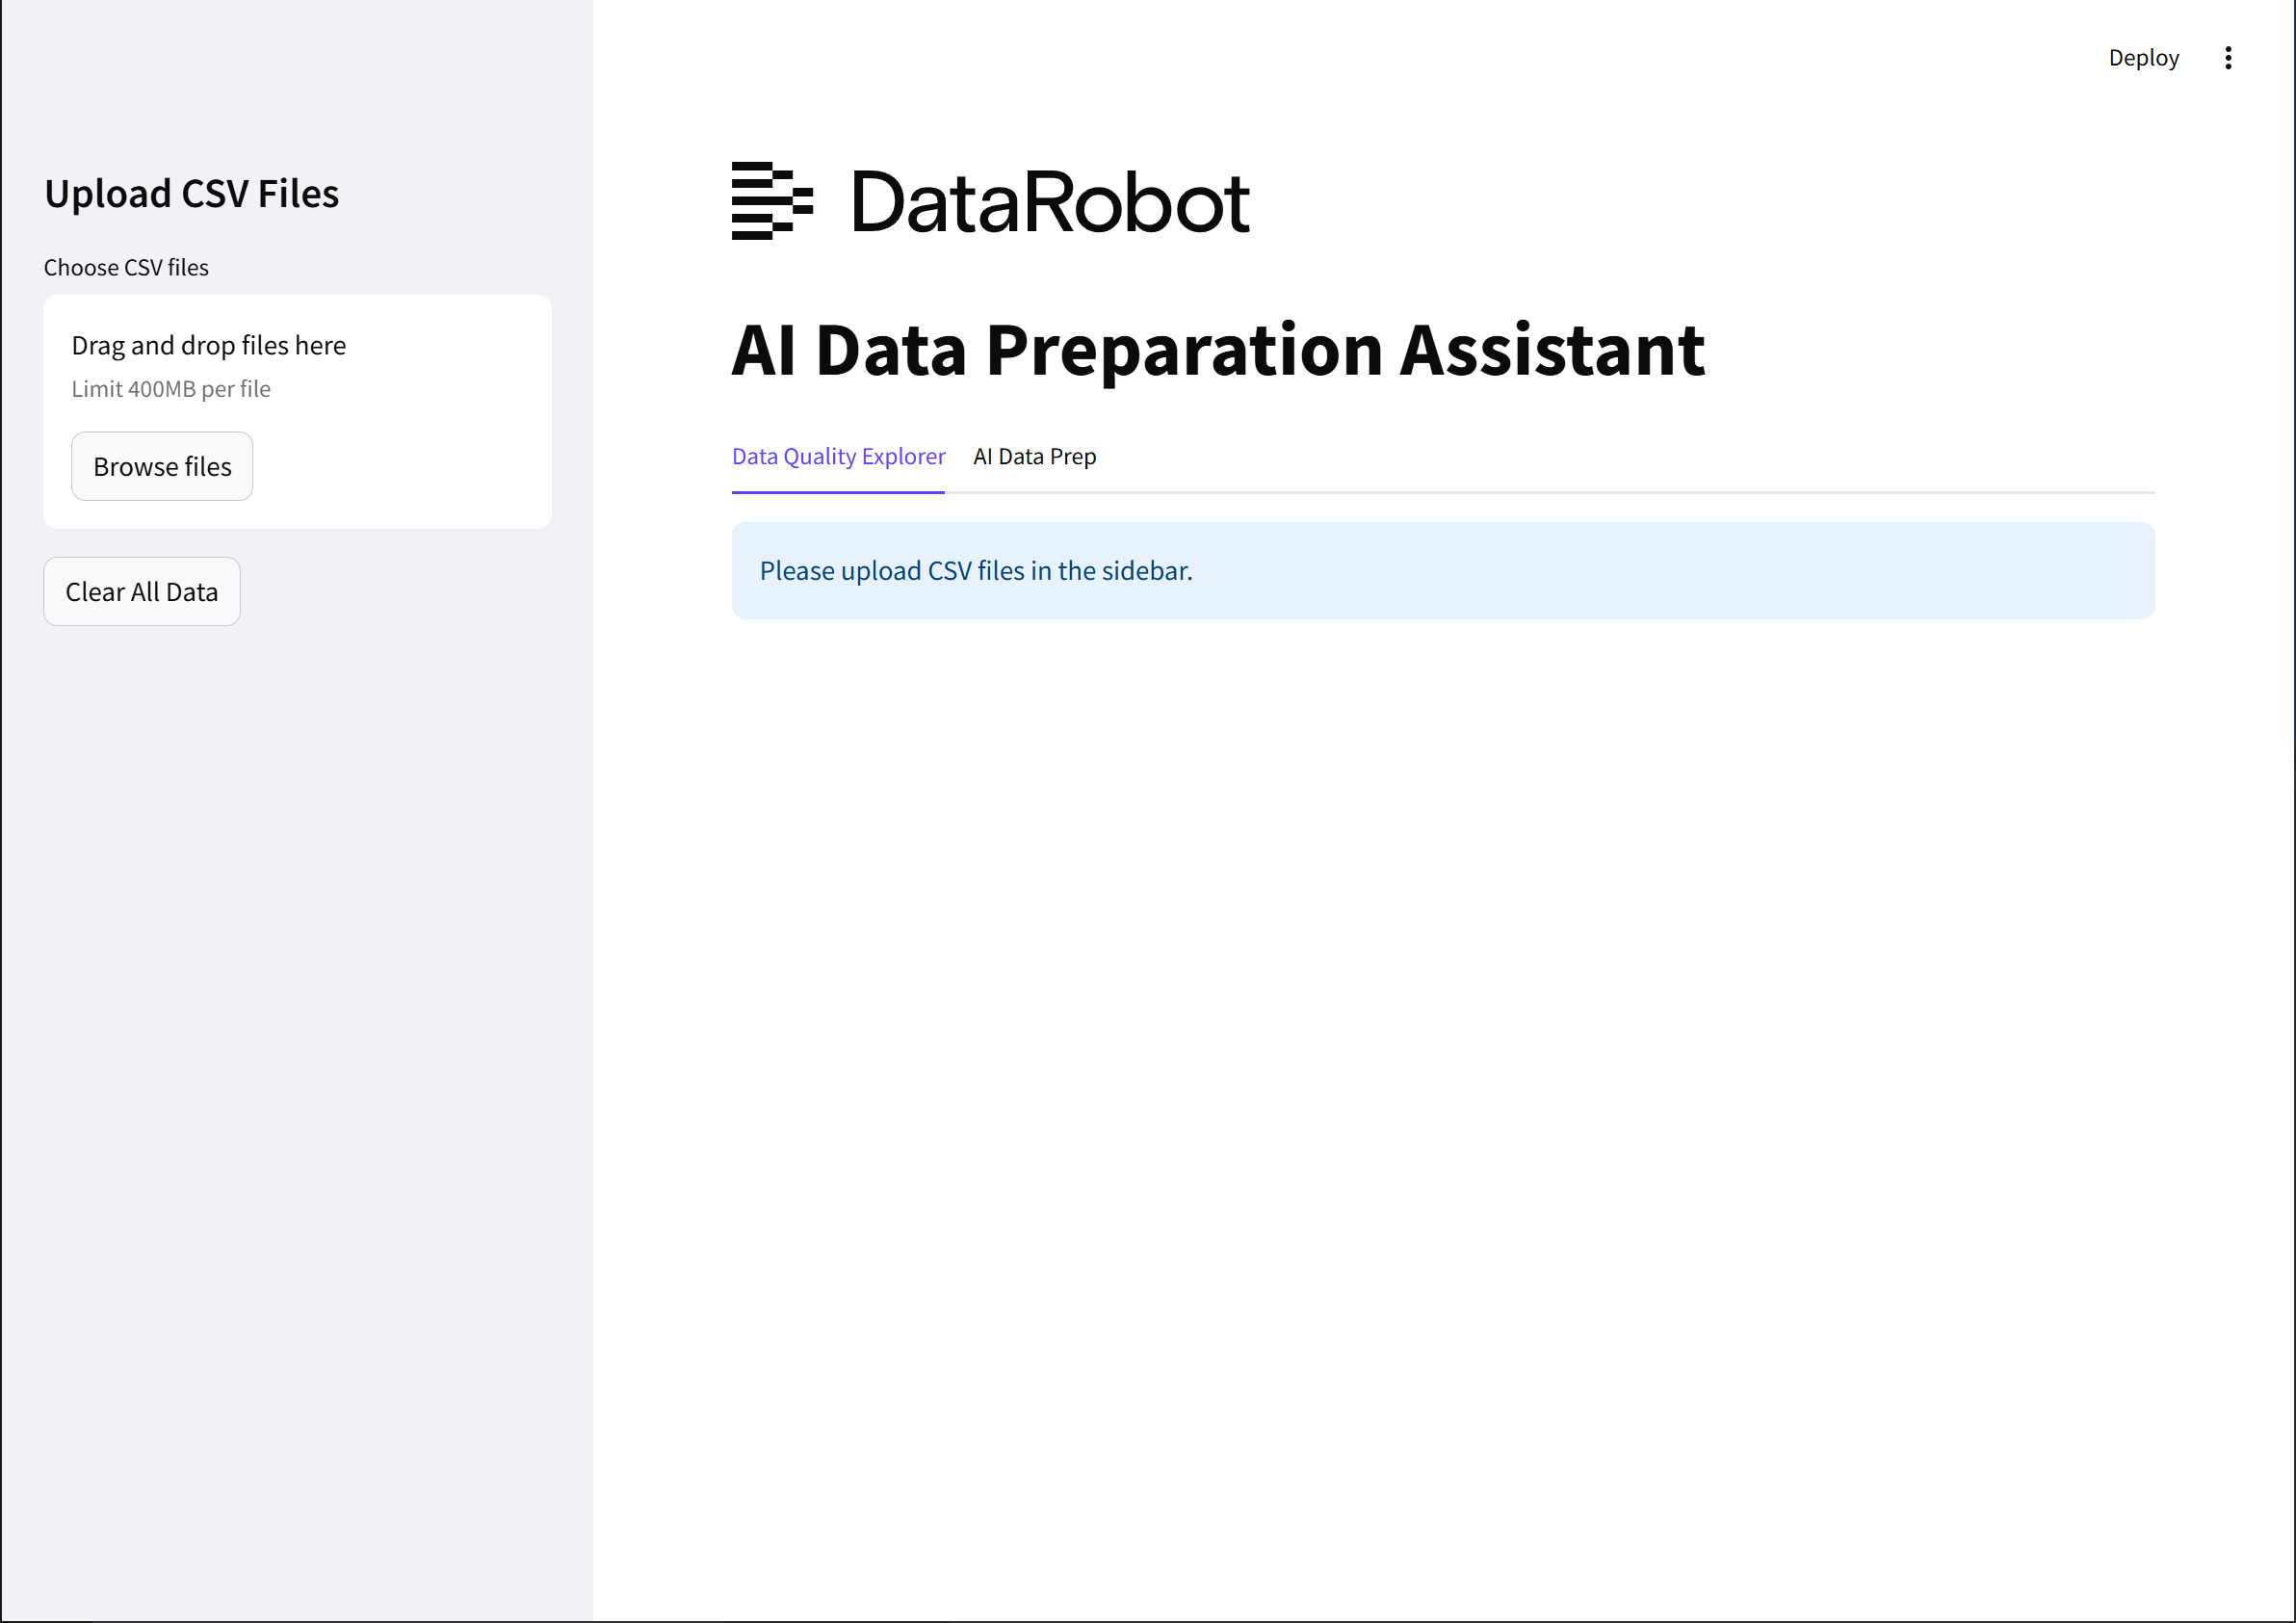 Deploy
Upload CSV Files
Choose CSV files
Drag and drop files here
Limit 400MB per file
Browse files
Clear All Data
DataRobot
AI Data Preparation Assistant
Data Quality Explorer
AI Data Prep
Please upload CSV files in the sidebar.